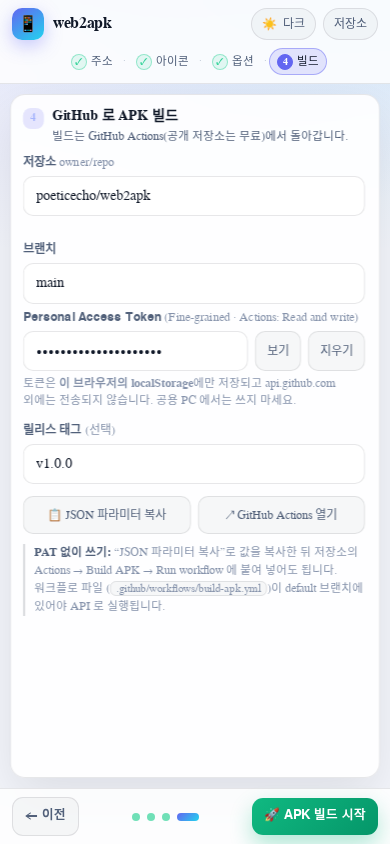 📱 web2apk
☀️ 다크
저장소
✓ 주소 · ✓ 아이콘 · ✓ 옵션 · 4 빌드
4 GitHub 로 APK 빌드
빌드는 GitHub Actions(공개 저장소는 무료)에서 돌아갑니다.
저장소 owner/repo
poeticecho/web2apk
브랜치
main
Personal Access Token (Fine-grained · Actions: Read and write)
•••••••••••••••••••••
보기
지우기
토큰은 이 브라우저의 localStorage에만 저장되고 api.github.com
외에는 전송되지 않습니다. 공용 PC 에서는 쓰지 마세요.
릴리스 태그 (선택)
v1.0.0
📋 JSON 파라미터 복사
↗ GitHub Actions 열기
PAT 없이 쓰기: “JSON 파라미터 복사”로 값을 복사한 뒤 저장소의
Actions → Build APK → Run workflow 에 붙여 넣어도 됩니다.
워크플로 파일 (.github/workflows/build-apk.yml)이 default 브랜치에
있어야 API 로 실행됩니다.
← 이전
🚀 APK 빌드 시작